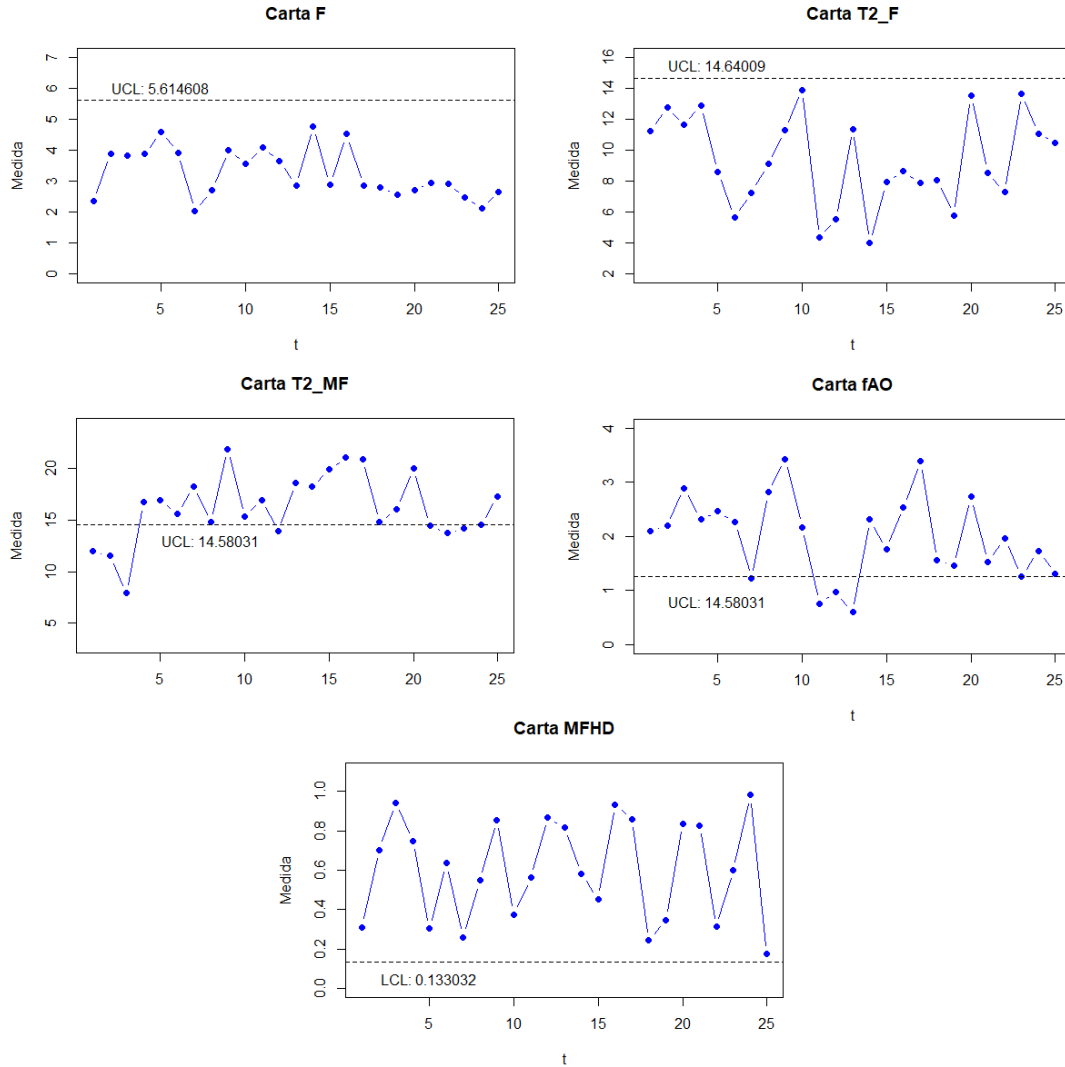 Carta F
Medida
0 1 2 3 4 5 6 7
UCL: 5.614608
5 10 15 20 25
t
Carta T2_F
Medida
2 4 6 8 10 12 14 16
UCL: 14.64009
5 10 15 20 25
t
Carta T2_MF
Medida
5 10 15 20
UCL: 14.58031
5 10 15 20 25
Carta fAO
Medida
0 1 2 3 4
UCL: 14.58031
5 10 15 20 25
t
Carta MFHD
Medida
0.0 0.2 0.4 0.6 0.8 1.0
LCL: 0.133032
5 10 15 20 25
t